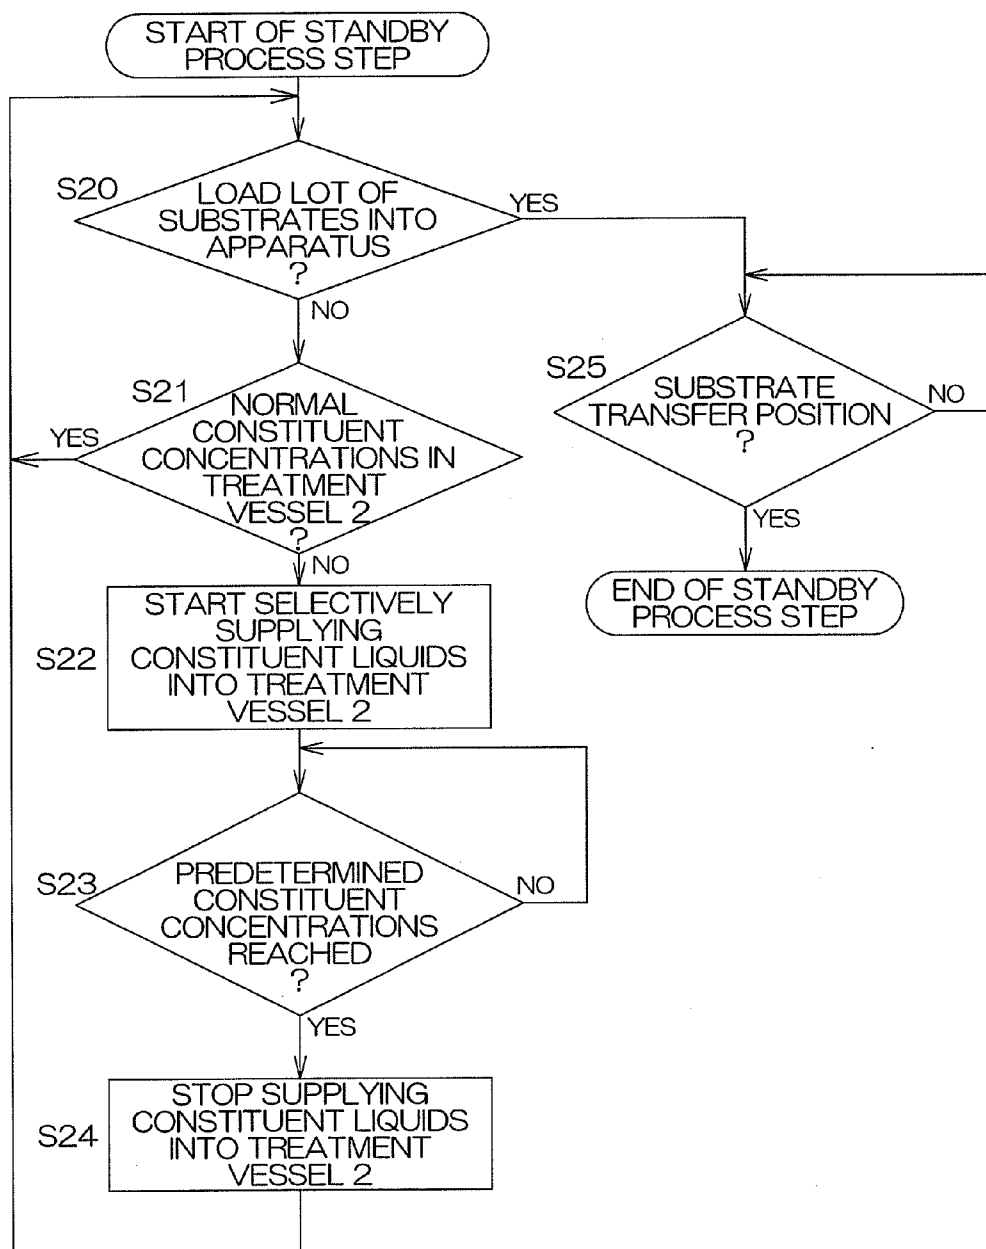 START OF STANDBY
PROCESS STEP
S20
LOAD LOT OF
SUBSTRATES INTO
APPARATUS
?
YES
NO
S21
NORMAL
CONSTITUENT
CONCENTRATIONS IN
TREATMENT
VESSEL 2
?
YES
NO
S25
SUBSTRATE
TRANSFER POSITION
?
NO
YES
END OF STANDBY
PROCESS STEP
S22
START SELECTIVELY
SUPPLYING
CONSTITUENT LIQUIDS
INTO TREATMENT
VESSEL 2
S23
PREDETERMINED
CONSTITUENT
CONCENTRATIONS
REACHED
?
NO
YES
S24
STOP SUPPLYING
CONSTITUENT LIQUIDS
INTO TREATMENT
VESSEL 2